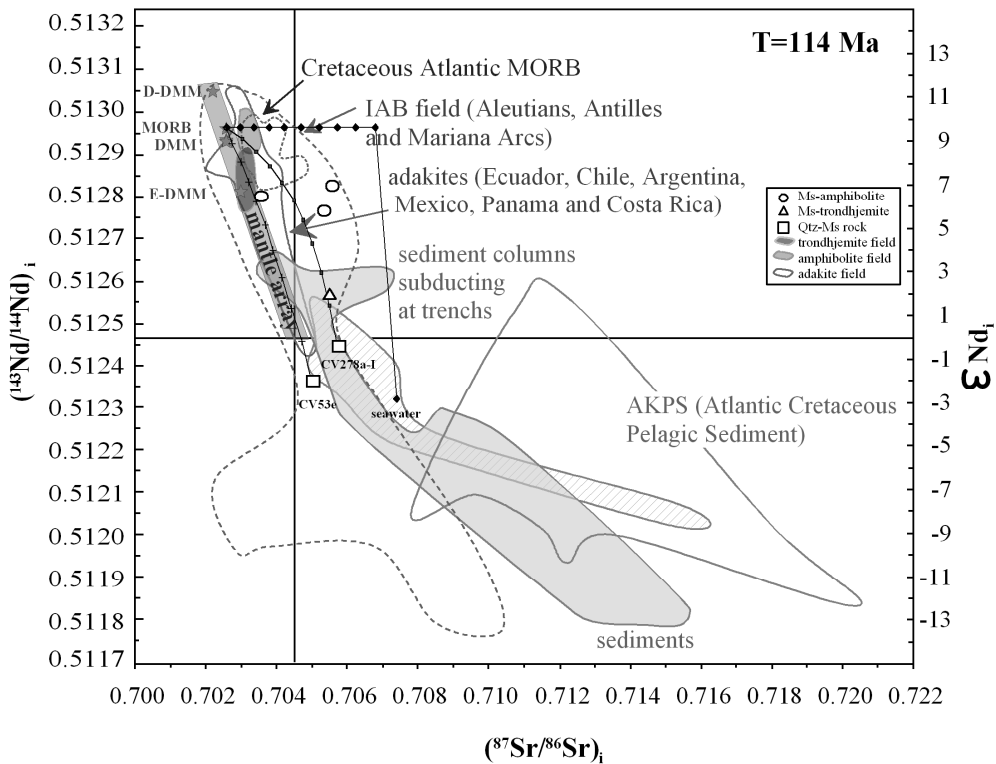 T=114 Ma
Cretaceous Atlantic MORB
IAB field (Aleutians, Antilles
and Mariana Arcs)
adakites (Ecuador, Chile, Argentina,
Mexico, Panama and Costa Rica)
sediment columns
subducting
at trenchs
AKPS (Atlantic Cretaceous
Pelagic Sediment)
sediments
D-DMM
MORB
DMM
E-DMM
mantle array
CV278a-I
CV53e
seawater
Ms-amphibolite
Ms-trondhjemite
Qtz-Ms rock
trondhjemite field
amphibolite field
adakite field
0.5132
0.5131
0.5130
0.5129
0.5128
0.5127
0.5126
0.5125
0.5124
0.5123
0.5122
0.5121
0.5120
0.5119
0.5118
0.5117
(¹⁴³Nd/¹⁴⁴Nd) i
13
11
9
7
5
3
1
-1
-3
-5
-7
-9
-11
-13
εNdi
0.700 0.702 0.704 0.706 0.708 0.710 0.712 0.714 0.716 0.718 0.720 0.722
(⁸⁷Sr/⁸⁶Sr)i